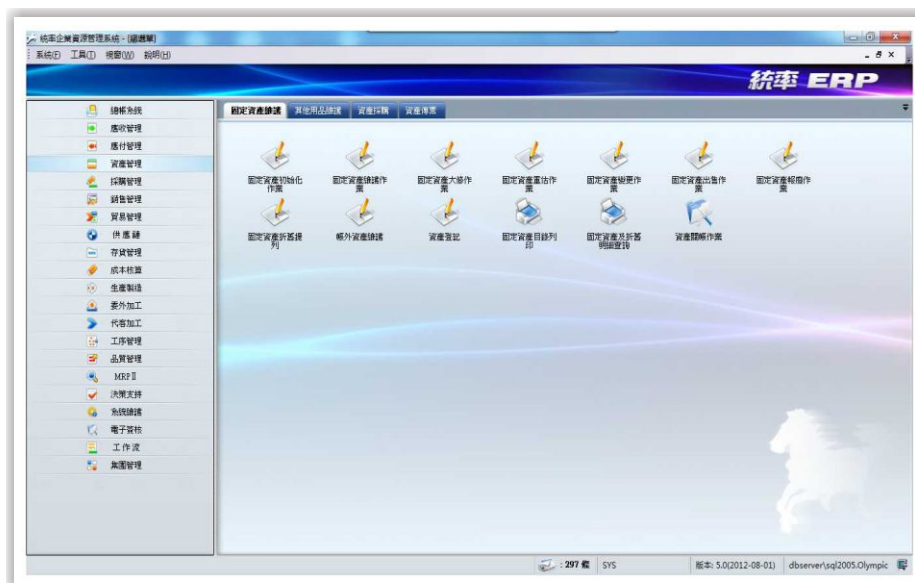 統率企業資源管理系統 - [總選單]
系統(F) 工具(T) 視窗(W) 說明(H)
統率 ERP
總帳系統
應收管理
應付管理
資產管理
採購管理
銷售管理
貿易管理
供應鏈
存貨管理
成本核算
生產製造
委外加工
代客加工
工序管理
品質管理
MRPⅡ
決策支持
系統維護
電子簽核
工作流
集團管理
固定資產維護 其他用品維護 資產採購 資產傳票
固定資產初始化
作業
固定資產維護作
業
固定資產大修作
業
固定資產重估作
業
固定資產變更作
業
固定資產出售作
業
固定資產報廢作
業
固定資產折舊提
列
帳外資產維護
資產登記
固定資產目錄列
印
固定資產及折舊
明細查詢
資產關帳作業
: 297 個 SYS 版本: 5.0(2012-08-01) dbserver\sql2005.Olympic